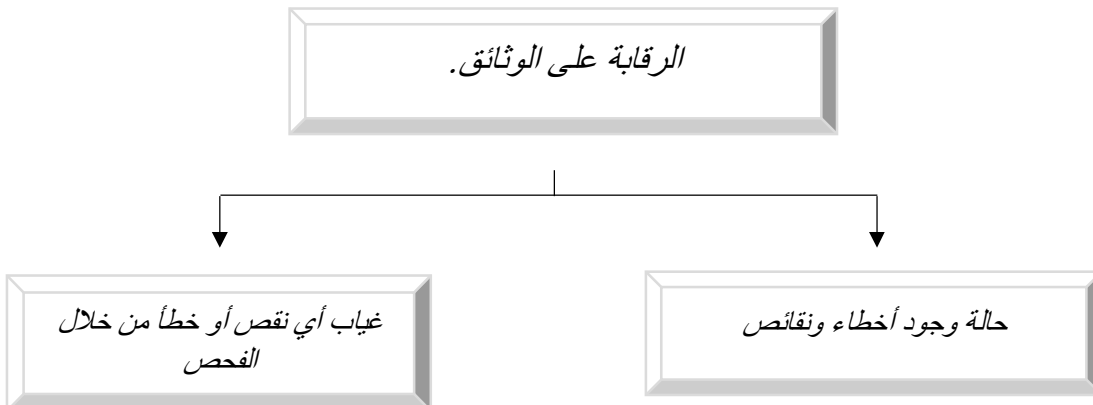 الرقابة على الوثائق.
حالة وجود أخطاء ونقائص
غياب أي نقص أو خطأ من خلال
الفحص